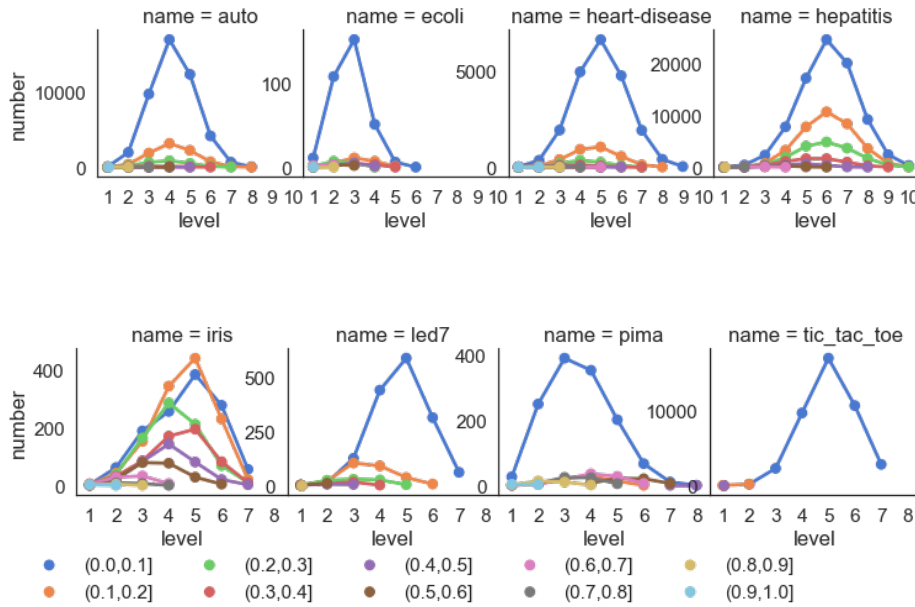 name = auto
name = ecoli
name = heart-disease
name = hepatitis
number
10000
0
100
0
5000
0
20000
10000
0
1 2 3 4 5 6 7 8 9 10
1 2 3 4 5 6 7 8 9 10
1 2 3 4 5 6 7 8 9 10
1 2 3 4 5 6 7 8 9 10
level
level
level
level
name = iris
name = led7
name = pima
name = tic_tac_toe
number
400
200
0
500
250
0
400
200
0
10000
0
1 2 3 4 5 6 7 8
1 2 3 4 5 6 7 8
1 2 3 4 5 6 7 8
1 2 3 4 5 6 7 8
level
level
level
level
(0.0,0.1] (0.2,0.3] (0.4,0.5] (0.6,0.7] (0.8,0.9]
(0.1,0.2] (0.3,0.4] (0.5,0.6] (0.7,0.8] (0.9,1.0]